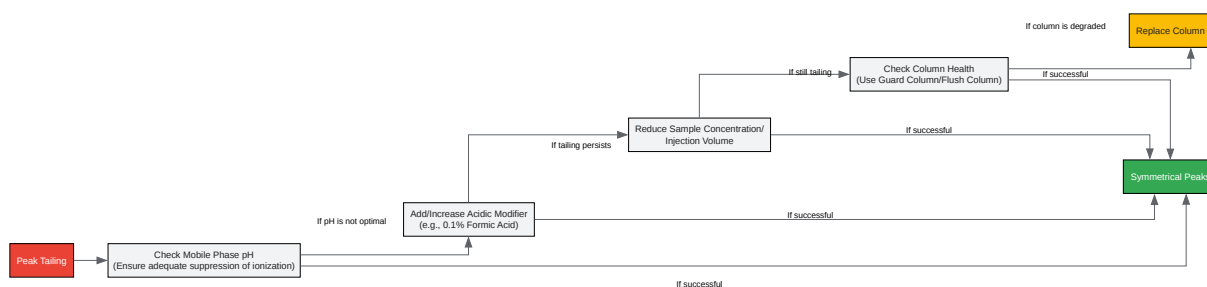 If column is degraded
Replace Column
If still tailing
Check Column Health
(Use Guard Column/Flush Column)
If successful
Reduce Sample Concentration/
Injection Volume
If successful
If tailing persists
Symmetrical Peaks
If pH is not optimal
Add/Increase Acidic Modifier
(e.g., 0.1% Formic Acid)
If successful
Peak Tailing
Check Mobile Phase pH
(Ensure adequate suppression of ionization)
If successful